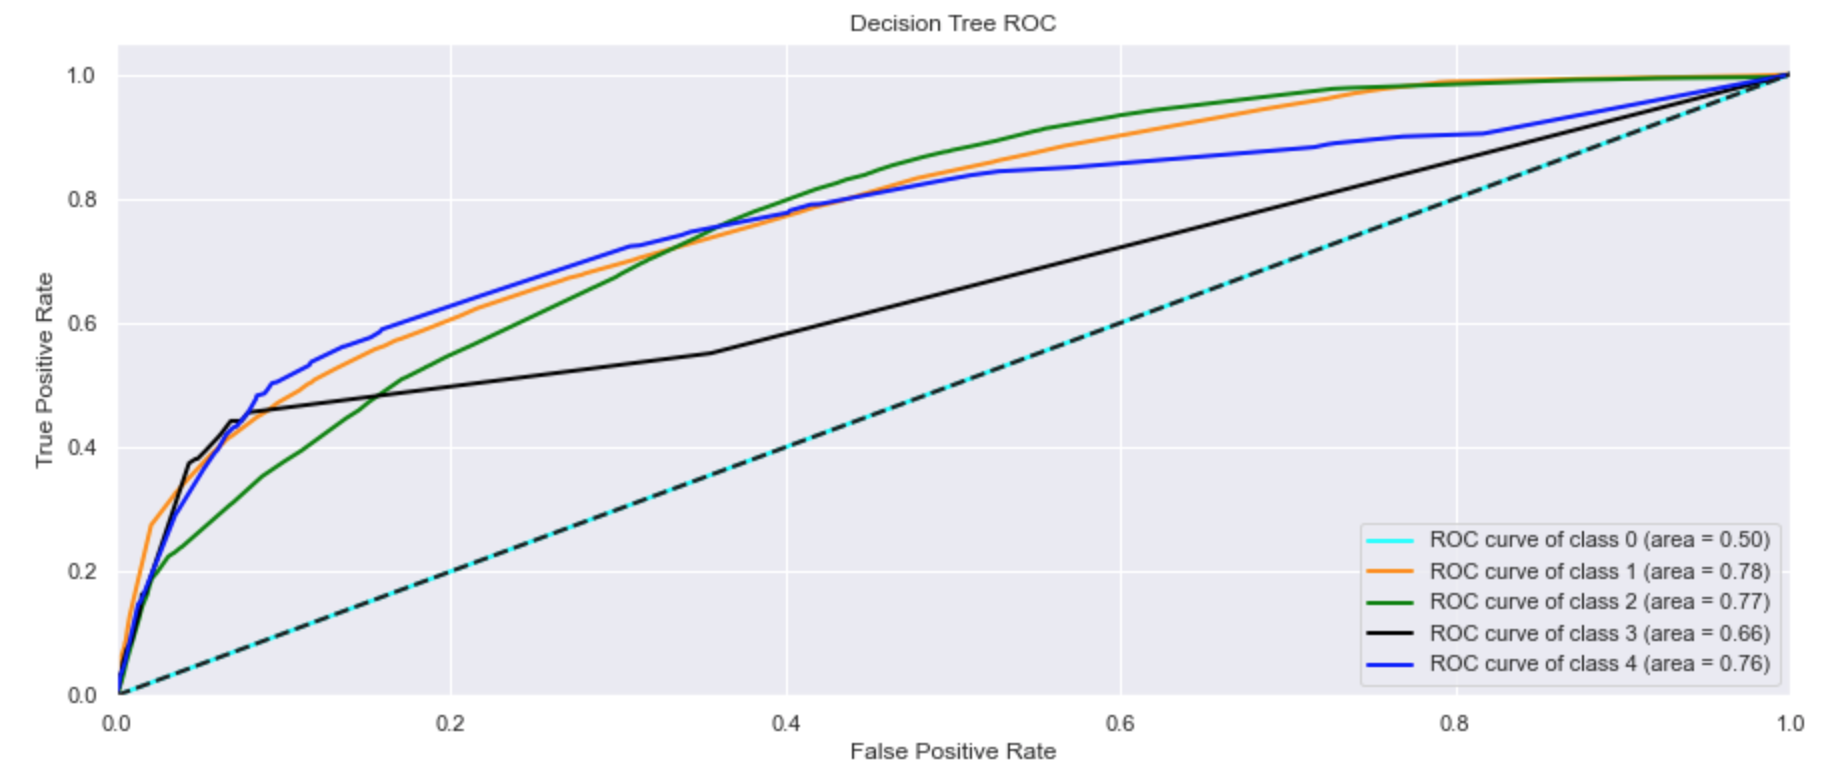 Decision Tree ROC
1.0
0.8
0.6
0.4
0.2
0.0
True Positive Rate
0.0 0.2 0.4 0.6 0.8 1.0
False Positive Rate
ROC curve of class 0 (area = 0.50)
ROC curve of class 1 (area = 0.78)
ROC curve of class 2 (area = 0.77)
ROC curve of class 3 (area = 0.66)
ROC curve of class 4 (area = 0.76)